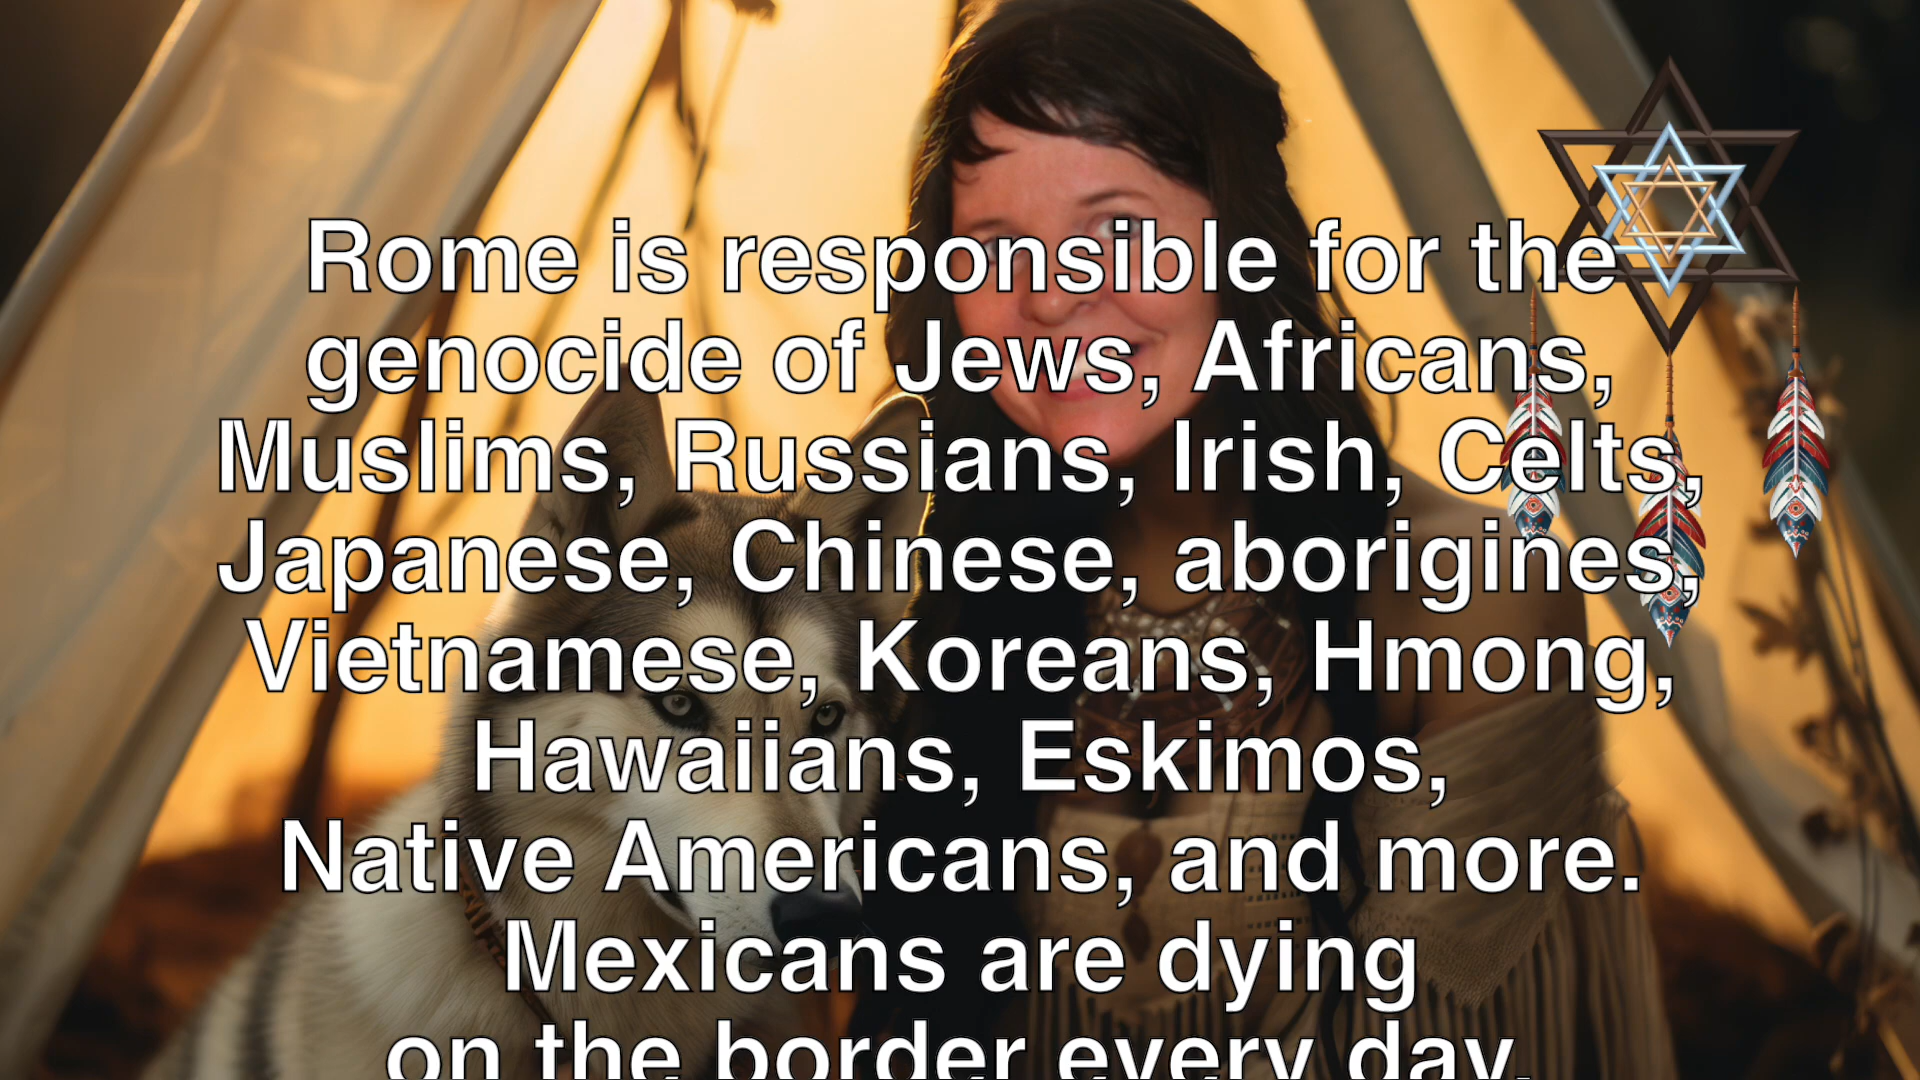 Rome is responsible for the
genocide of Jews, Africans,
Muslims, Russians, Irish, Celts,
Japanese, Chinese, aborigines,
Vietnamese, Koreans, Hmong,
Hawaiians, Eskimos,
Native Americans, and more.
Mexicans are dying
on the border every day.